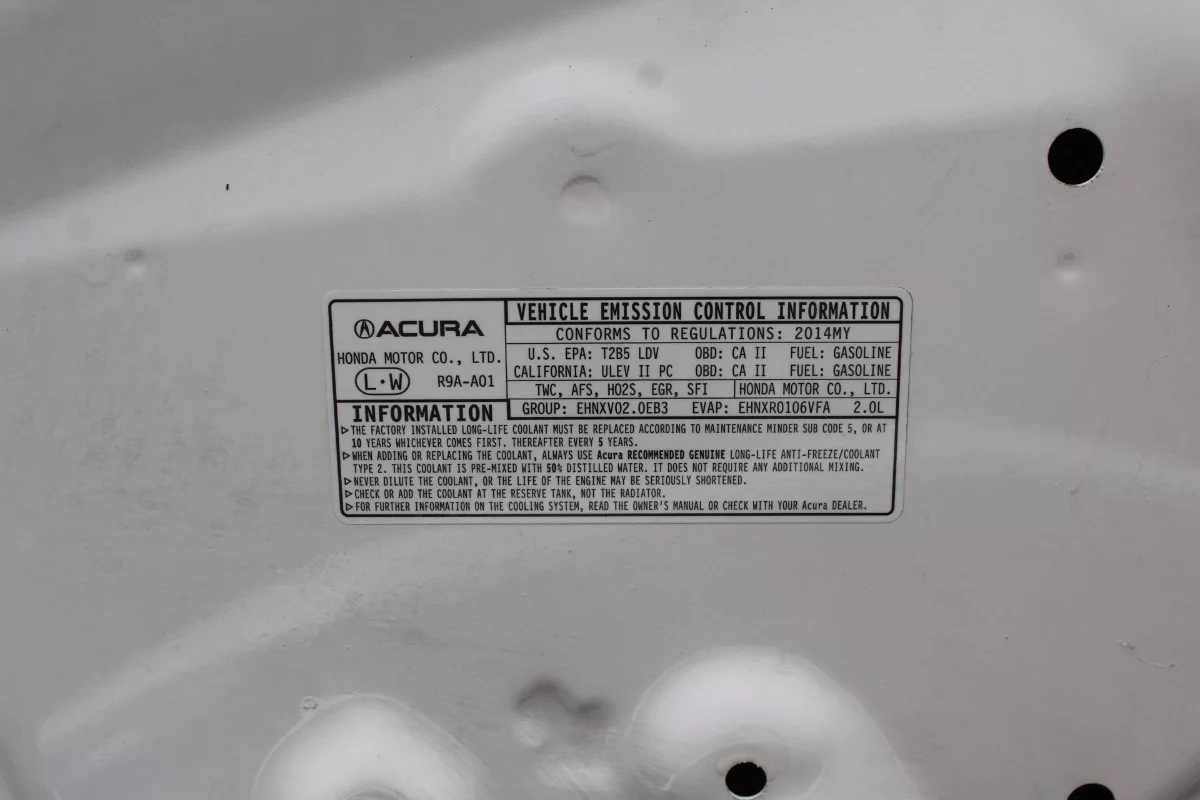 ACURA
HONDA MOTOR CO., LTD.
L·W R9A-A01
VEHICLE EMISSION CONTROL INFORMATION
CONFORMS TO REGULATIONS: 2014MY
U.S. EPA: T2B5 LDV OBD: CA II FUEL: GASOLINE
CALIFORNIA: ULEV II PC OBD: CA II FUEL: GASOLINE
TWC, AFS, HO2S, EGR, SFI HONDA MOTOR CO., LTD.
GROUP: EHNXV02.0EB3 EVAP: EHNXR0106VFA 2.0L
INFORMATION
▷THE FACTORY INSTALLED LONG-LIFE COOLANT MUST BE REPLACED ACCORDING TO MAINTENANCE MINDER SUB CODE 5, OR AT
10 YEARS WHICHEVER COMES FIRST. THEREAFTER EVERY 5 YEARS.
▷WHEN ADDING OR REPLACING THE COOLANT, ALWAYS USE Acura RECOMMENDED GENUINE LONG-LIFE ANTI-FREEZE/COOLANT
TYPE 2. THIS COOLANT IS PRE-MIXED WITH 50% DISTILLED WATER. IT DOES NOT REQUIRE ANY ADDITIONAL MIXING.
▷NEVER DILUTE THE COOLANT, OR THE LIFE OF THE ENGINE MAY BE SERIOUSLY SHORTENED.
▷CHECK OR ADD THE COOLANT AT THE RESERVE TANK, NOT THE RADIATOR.
▷FOR FURTHER INFORMATION ON THE COOLING SYSTEM, READ THE OWNER'S MANUAL OR CHECK WITH YOUR Acura DEALER.